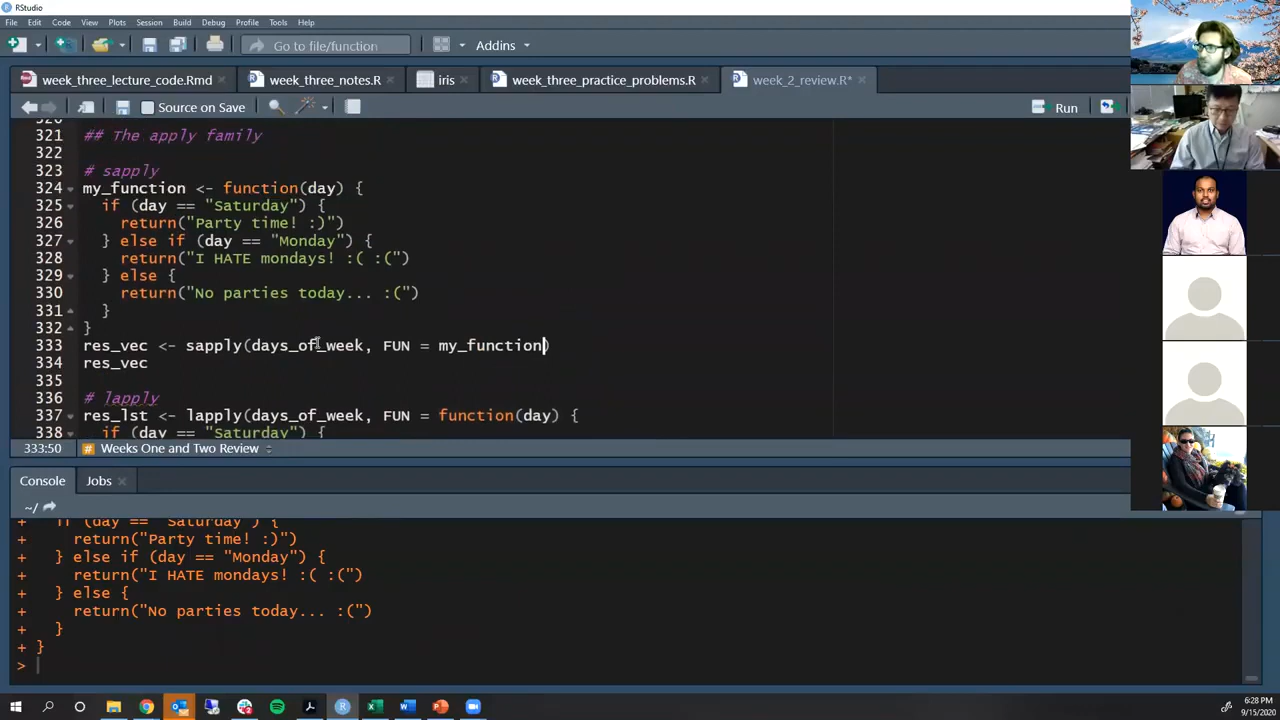 RStudio
File Edit Code View Plots Session Build Debug Profile Tools Help
Go to file/function Addins
week_three_lecture_code.Rmd week_three_notes.R iris week_three_practice_problems.R week_2_review.R*
Source on Save Run
320
321 ## The apply family
322
323 # sapply
324 my_function <- function(day) {
325 if (day == "Saturday") {
326 return("Party time! :)")
327 } else if (day == "Monday") {
328 return("I HATE mondays! :( :(")
329 } else {
330 return("No parties today... :(")
331 }
332 }
333 res_vec <- sapply(days_of_week, FUN = my_function)
334 res_vec
335
336 # lapply
337 res_lst <- lapply(days_of_week, FUN = function(day) {
338 if (day == "Saturday") {
333:50 # Weeks One and Two Review
Console Jobs
~/
+ if (day == "Saturday") {
+ return("Party time! :)")
+ } else if (day == "Monday") {
+ return("I HATE mondays! :( :(")
+ } else {
+ return("No parties today... :(")
+ }
+ }
>
6:28 PM
9/15/2020